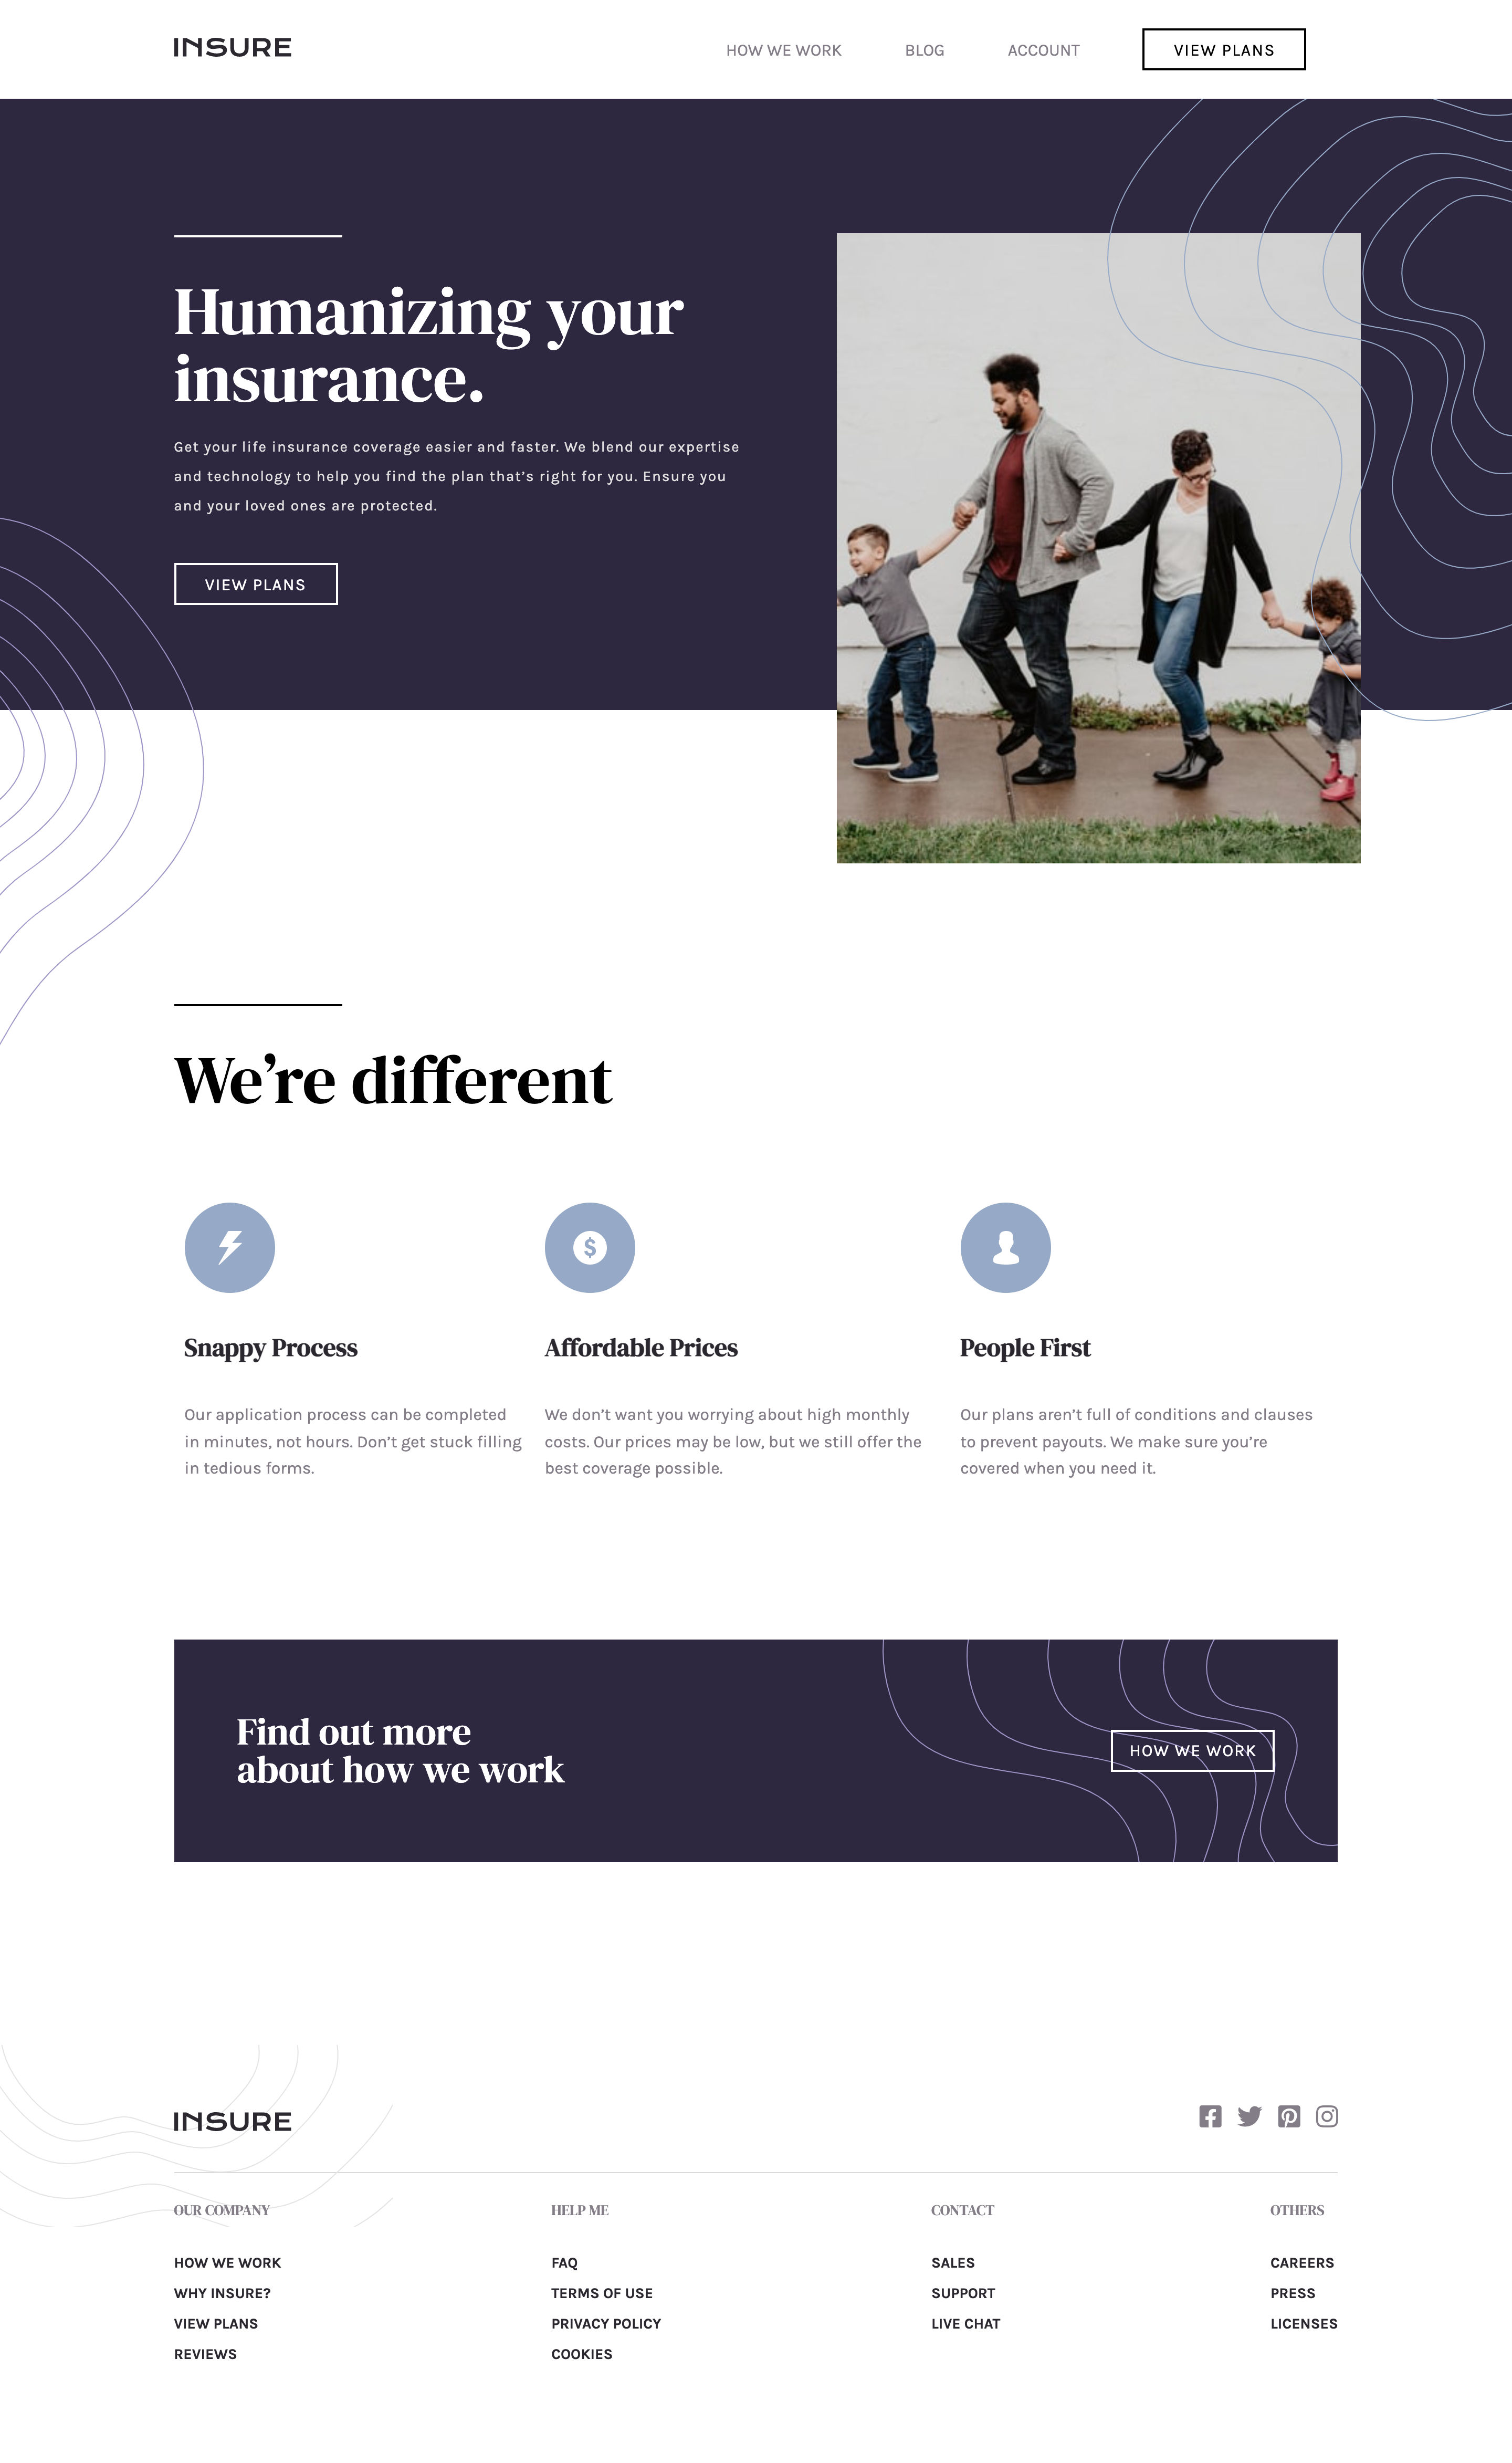 INSURE
HOW WE WORK BLOG ACCOUNT VIEW PLANS
Humanizing your
insurance.
Get your life insurance coverage easier and faster. We blend our expertise
and technology to help you find the plan that’s right for you. Ensure you
and your loved ones are protected.
VIEW PLANS
We’re different
Snappy Process
Our application process can be completed
in minutes, not hours. Don’t get stuck filling
in tedious forms.
Affordable Prices
We don’t want you worrying about high monthly
costs. Our prices may be low, but we still offer the
best coverage possible.
People First
Our plans aren’t full of conditions and clauses
to prevent payouts. We make sure you’re
covered when you need it.
Find out more
about how we work
HOW WE WORK
INSURE
OUR COMPANY
HOW WE WORK
WHY INSURE?
VIEW PLANS
REVIEWS
HELP ME
FAQ
TERMS OF USE
PRIVACY POLICY
COOKIES
CONTACT
SALES
SUPPORT
LIVE CHAT
OTHERS
CAREERS
PRESS
LICENSES